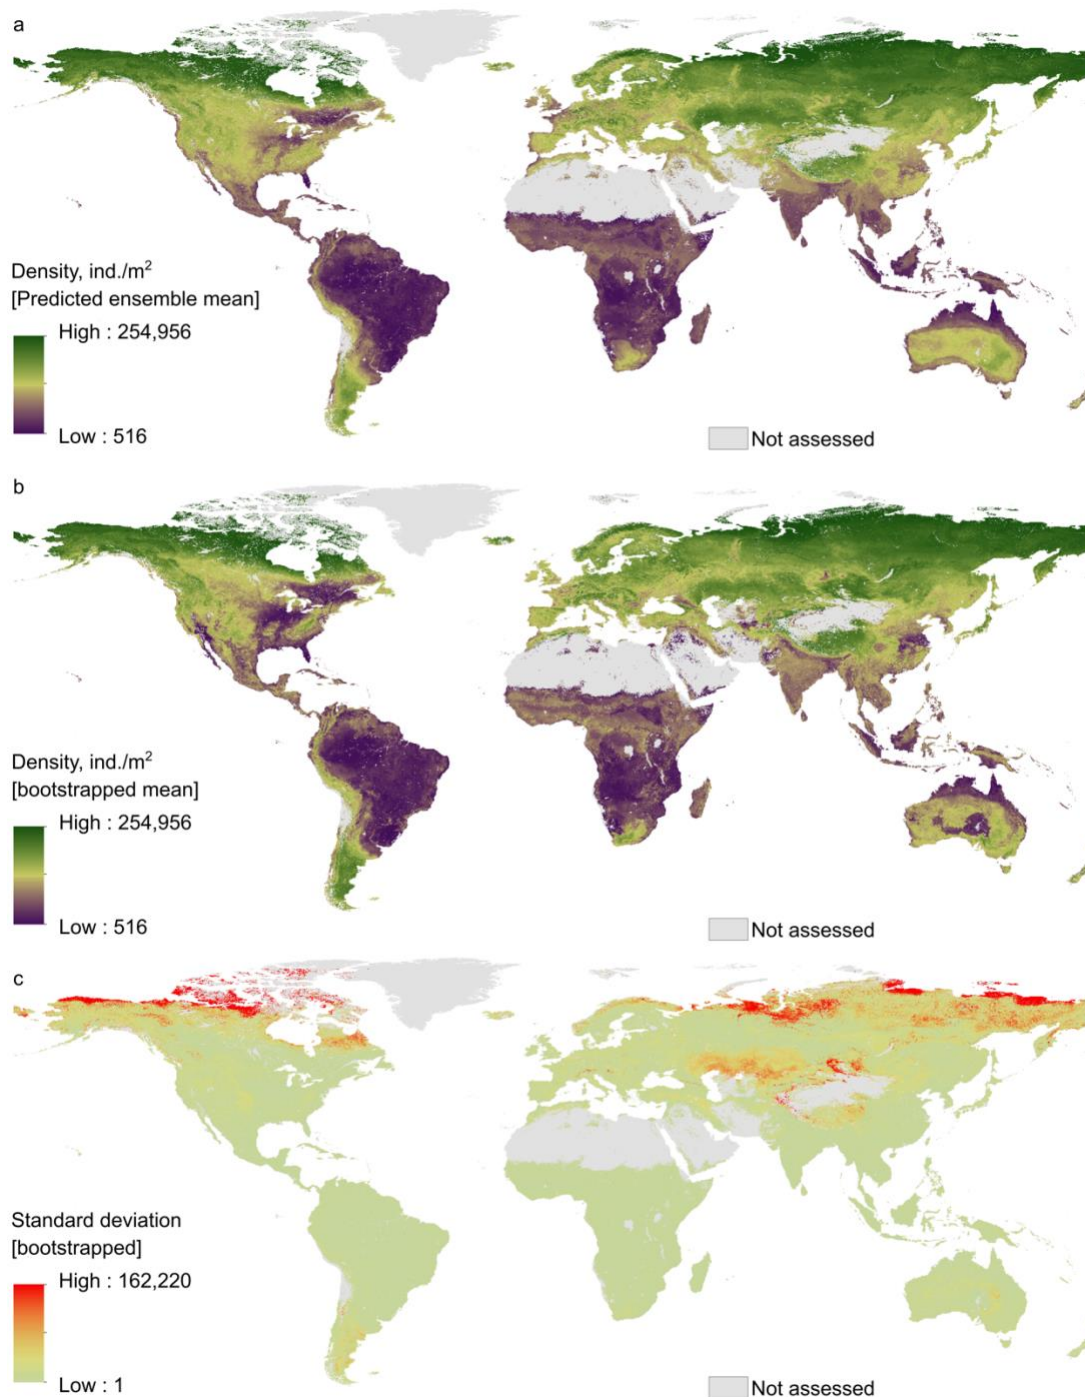 a
Density, ind./m²
[Predicted ensemble mean]
High : 254,956
Low : 516
Not assessed
b
Density, ind./m²
[bootstrapped mean]
High : 254,956
Low : 516
Not assessed
c
Standard deviation
[bootstrapped]
High : 162,220
Low : 1
Not assessed